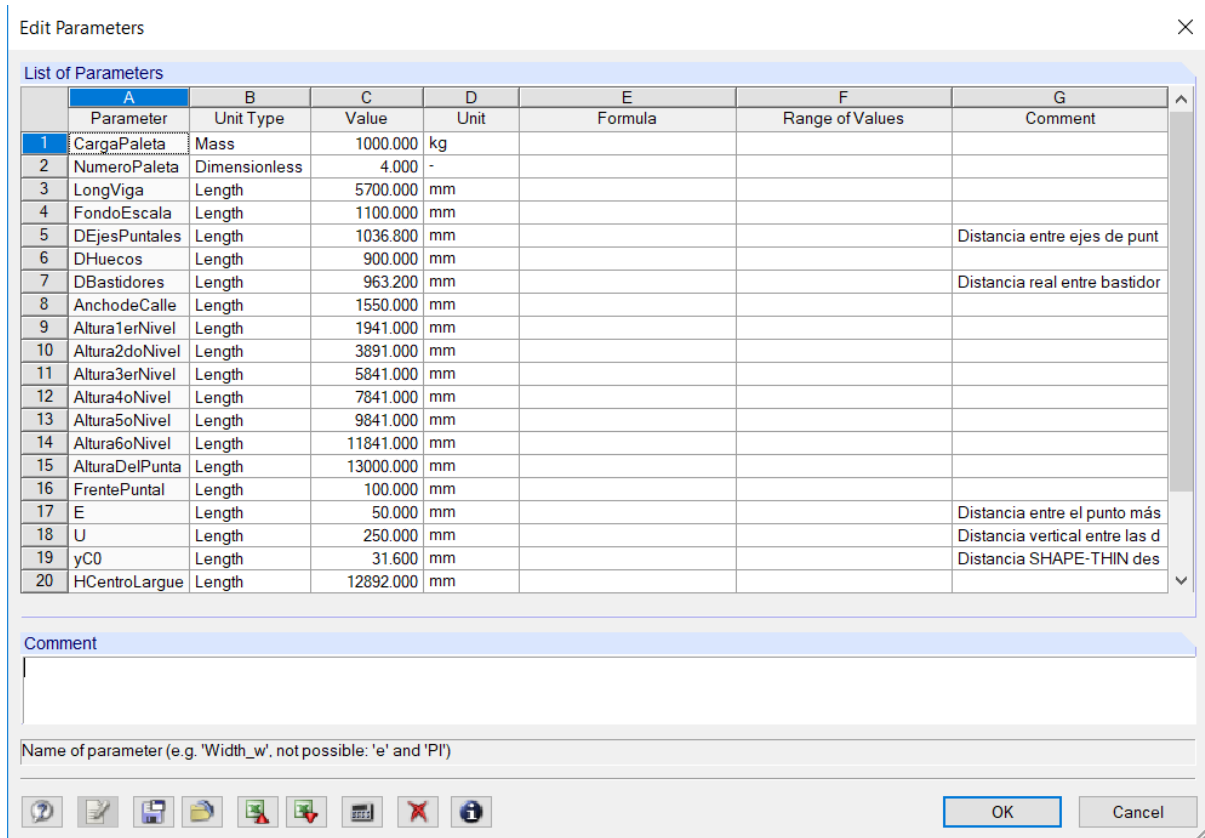 Edit Parameters
List of Parameters
A B C D E F G
Parameter Unit Type Value Unit Formula Range of Values Comment
1 CargaPaleta Mass 1000.000 kg
2 NumeroPaleta Dimensionless 4.000 -
3 LongViga Length 5700.000 mm
4 FondoEscala Length 1100.000 mm
5 DEjesPuntales Length 1036.800 mm Distancia entre ejes de punt
6 DHuecos Length 900.000 mm
7 DBastidores Length 963.200 mm Distancia real entre bastidor
8 AnchodeCalle Length 1550.000 mm
9 Altura1erNivel Length 1941.000 mm
10 Altura2doNivel Length 3891.000 mm
11 Altura3erNivel Length 5841.000 mm
12 Altura4oNivel Length 7841.000 mm
13 Altura5oNivel Length 9841.000 mm
14 Altura6oNivel Length 11841.000 mm
15 AlturaDelPunta Length 13000.000 mm
16 FrentePuntal Length 100.000 mm
17 E Length 50.000 mm Distancia entre el punto más
18 U Length 250.000 mm Distancia vertical entre las d
19 yC0 Length 31.600 mm Distancia SHAPE-THIN des
20 HCentroLargue Length 12892.000 mm
Comment
Name of parameter (e.g. 'Width_w', not possible: 'e' and 'PI')
OK Cancel